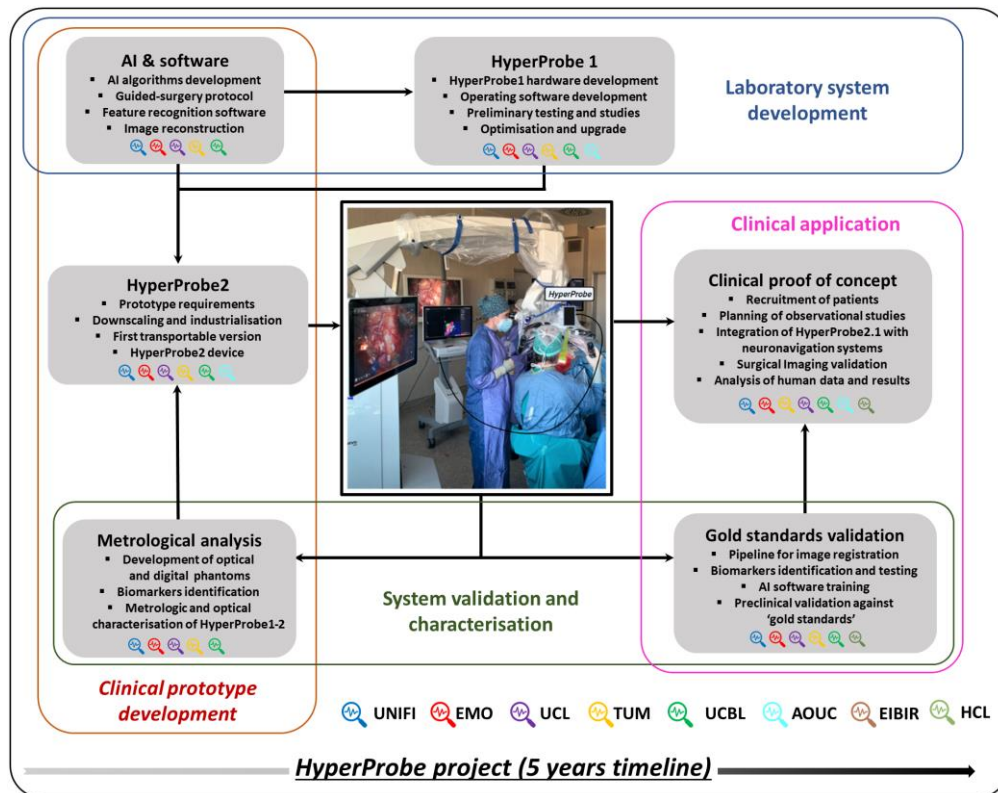 AI & software
▪ AI algorithms development
▪ Guided-surgery protocol
▪ Feature recognition software
▪ Image reconstruction
HyperProbe 1
▪ HyperProbe1 hardware development
▪ Operating software development
▪ Preliminary testing and studies
▪ Optimisation and upgrade
Laboratory system
development
HyperProbe2
▪ Prototype requirements
▪ Downscaling and industrialisation
▪ First transportable version
▪ HyperProbe2 device
HyperProbe
Clinical application
Clinical proof of concept
▪ Recruitment of patients
▪ Planning of observational studies
▪ Integration of HyperProbe2.1 with
neuronavigation systems
▪ Surgical Imaging validation
▪ Analysis of human data and results
Metrological analysis
▪ Development of optical
and digital phantoms
▪ Biomarkers identification
▪ Metrologic and optical
characterisation of HyperProbe1-2
System validation and
characterisation
Gold standards validation
▪ Pipeline for image registration
▪ Biomarkers identification and testing
▪ AI software training
▪ Preclinical validation against
‘gold standards’
Clinical prototype
development
UNIFI EMO UCL TUM UCBL AOUC EIBIR HCL
HyperProbe project (5 years timeline)